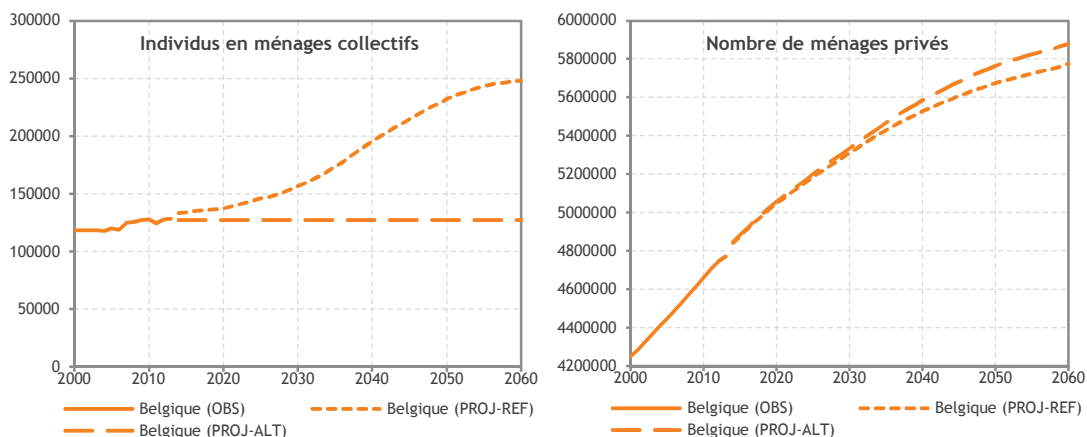 Individus en ménages collectifs
300000
250000
200000
150000
100000
50000
0
2000 2010 2020 2030 2040 2050 2060
Belgique (OBS) Belgique (PROJ-REF)
Belgique (PROJ-ALT)
Nombre de ménages privés
6000000
5800000
5600000
5400000
5200000
5000000
4800000
4600000
4400000
4200000
2000 2010 2020 2030 2040 2050 2060
Belgique (OBS) Belgique (PROJ-REF)
Belgique (PROJ-ALT)